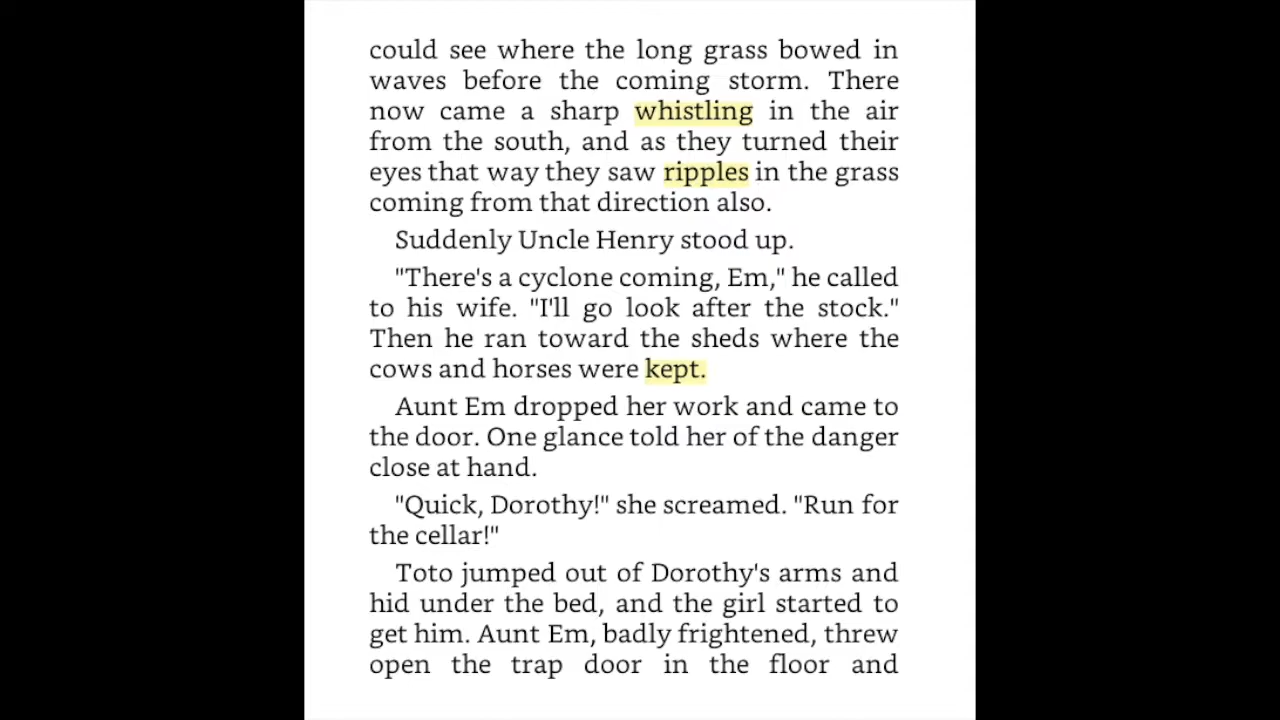 could see where the long grass bowed in
waves before the coming storm. There
now came a sharp whistling in the air
from the south, and as they turned their
eyes that way they saw ripples in the grass
coming from that direction also.
Suddenly Uncle Henry stood up.
"There's a cyclone coming, Em," he called
to his wife. "I'll go look after the stock."
Then he ran toward the sheds where the
cows and horses were kept.
Aunt Em dropped her work and came to
the door. One glance told her of the danger
close at hand.
"Quick, Dorothy!" she screamed. "Run for
the cellar!"
Toto jumped out of Dorothy's arms and
hid under the bed, and the girl started to
get him. Aunt Em, badly frightened, threw
open the trap door in the floor and